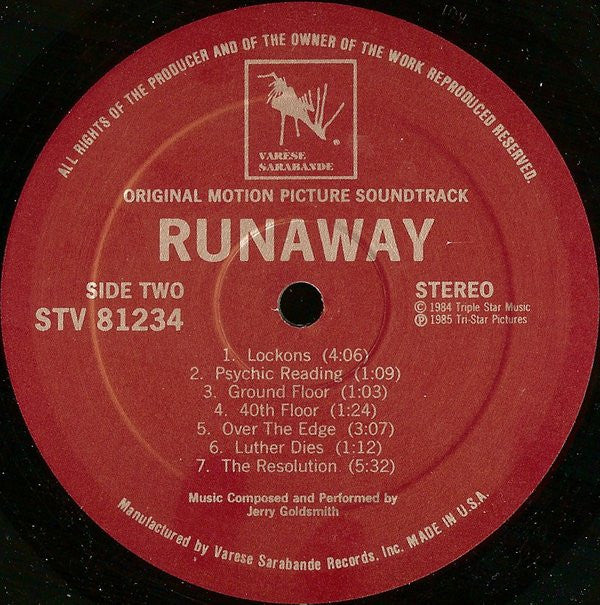 ALL RIGHTS OF THE PRODUCER AND OF THE OWNER OF THE WORK REPRODUCED RESERVED.
VARÈSE
SARABANDE ®
ORIGINAL MOTION PICTURE SOUNDTRACK
RUNAWAY
SIDE TWO
STV 81234
STEREO
© 1984 Triple Star Music
℗ 1985 Tri-Star Pictures
1. Lockons (4:06)
2. Psychic Reading (1:09)
3. Ground Floor (1:03)
4. 40th Floor (1:24)
5. Over The Edge (3:07)
6. Luther Dies (1:12)
7. The Resolution (5:32)
Music Composed and Performed by
Jerry Goldsmith
Manufactured by Varese Sarabande Records, Inc. MADE IN U.S.A.